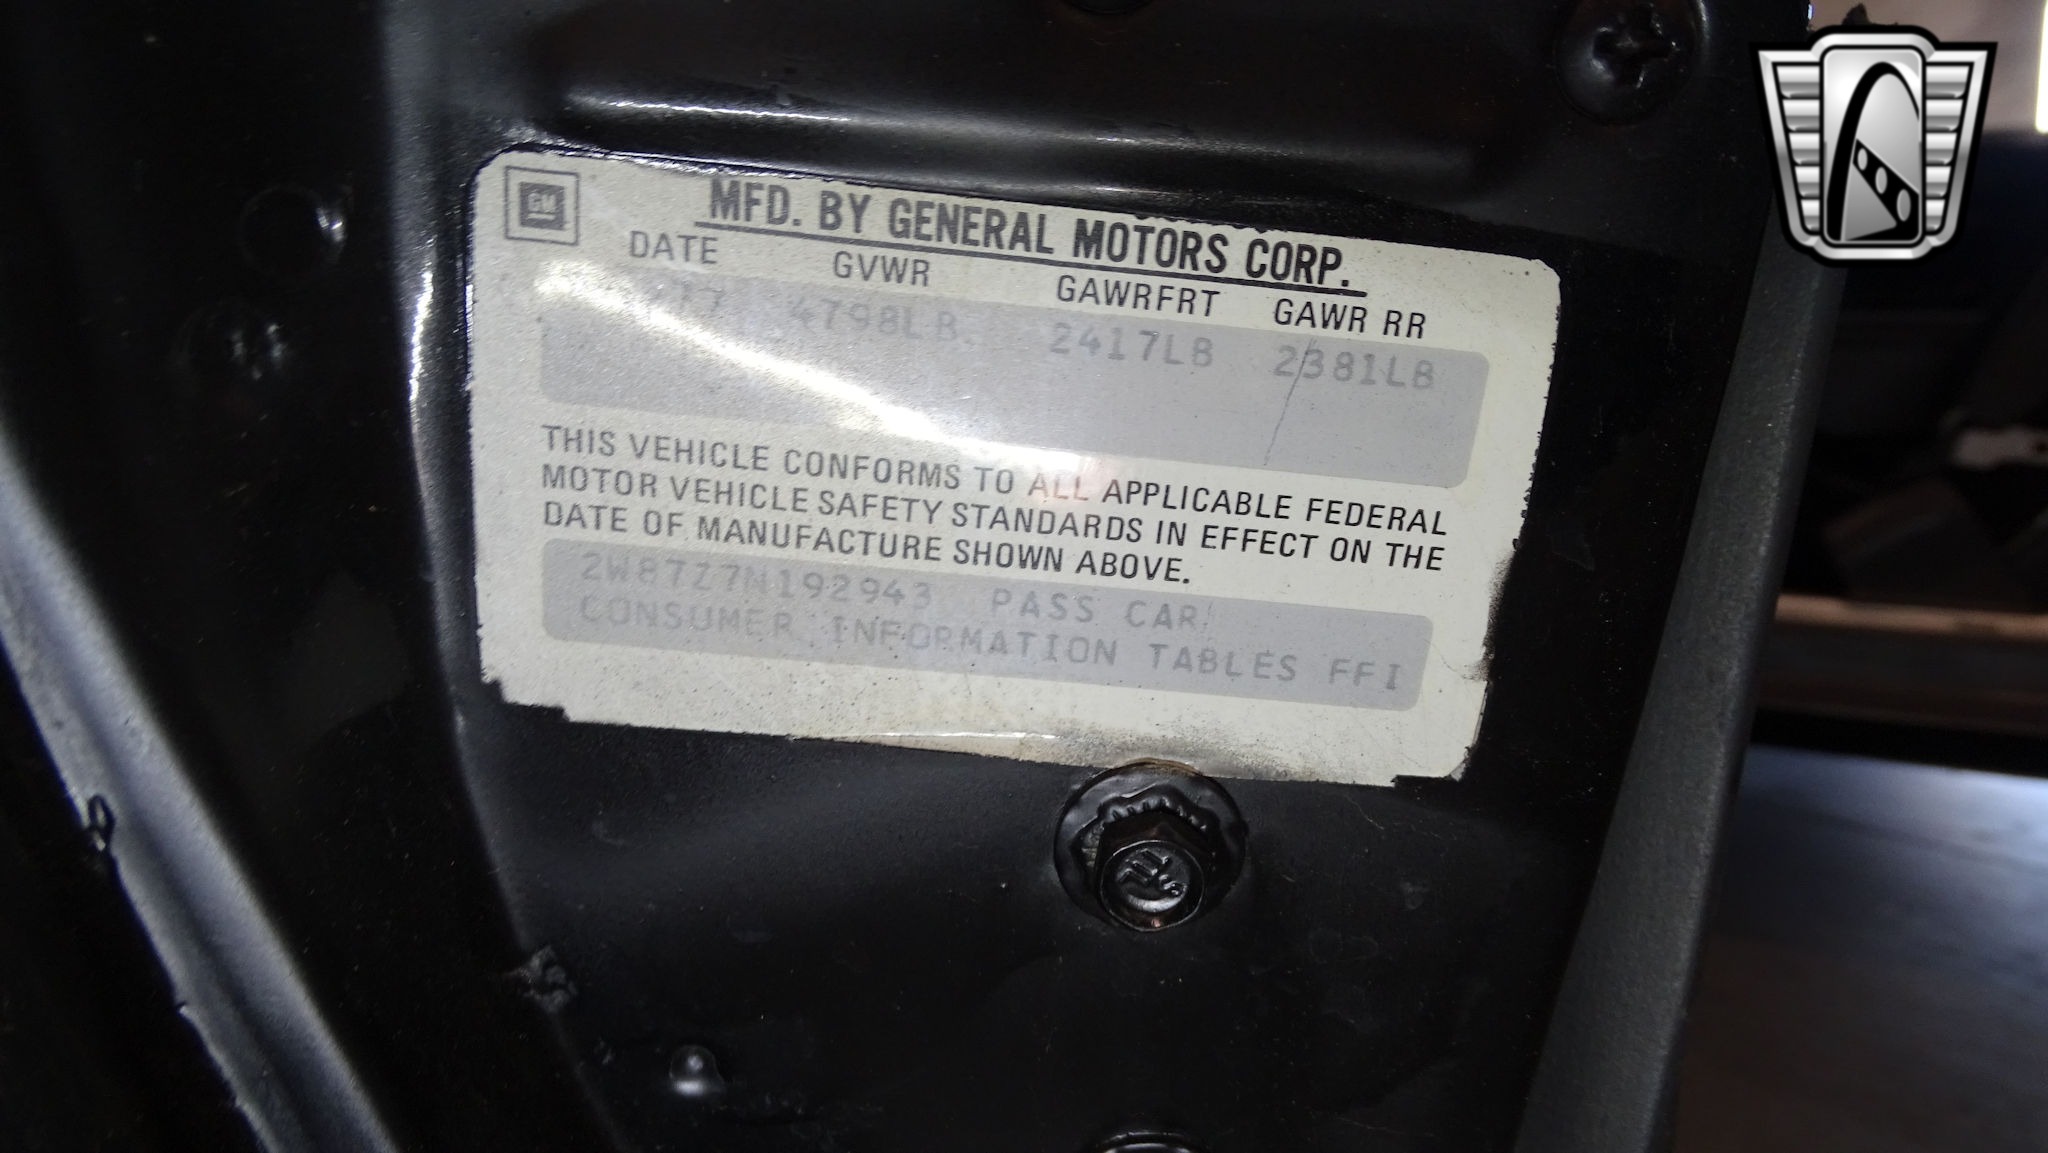 GM
MFD. BY GENERAL MOTORS CORP.
DATE GVWR GAWRFRT GAWR RR
77 4798LB. 2417LB 2381LB
THIS VEHICLE CONFORMS TO ALL APPLICABLE FEDERAL
MOTOR VEHICLE SAFETY STANDARDS IN EFFECT ON THE
DATE OF MANUFACTURE SHOWN ABOVE.
2W87Z7N192943 PASS CAR
CONSUMER INFORMATION TABLES FFI